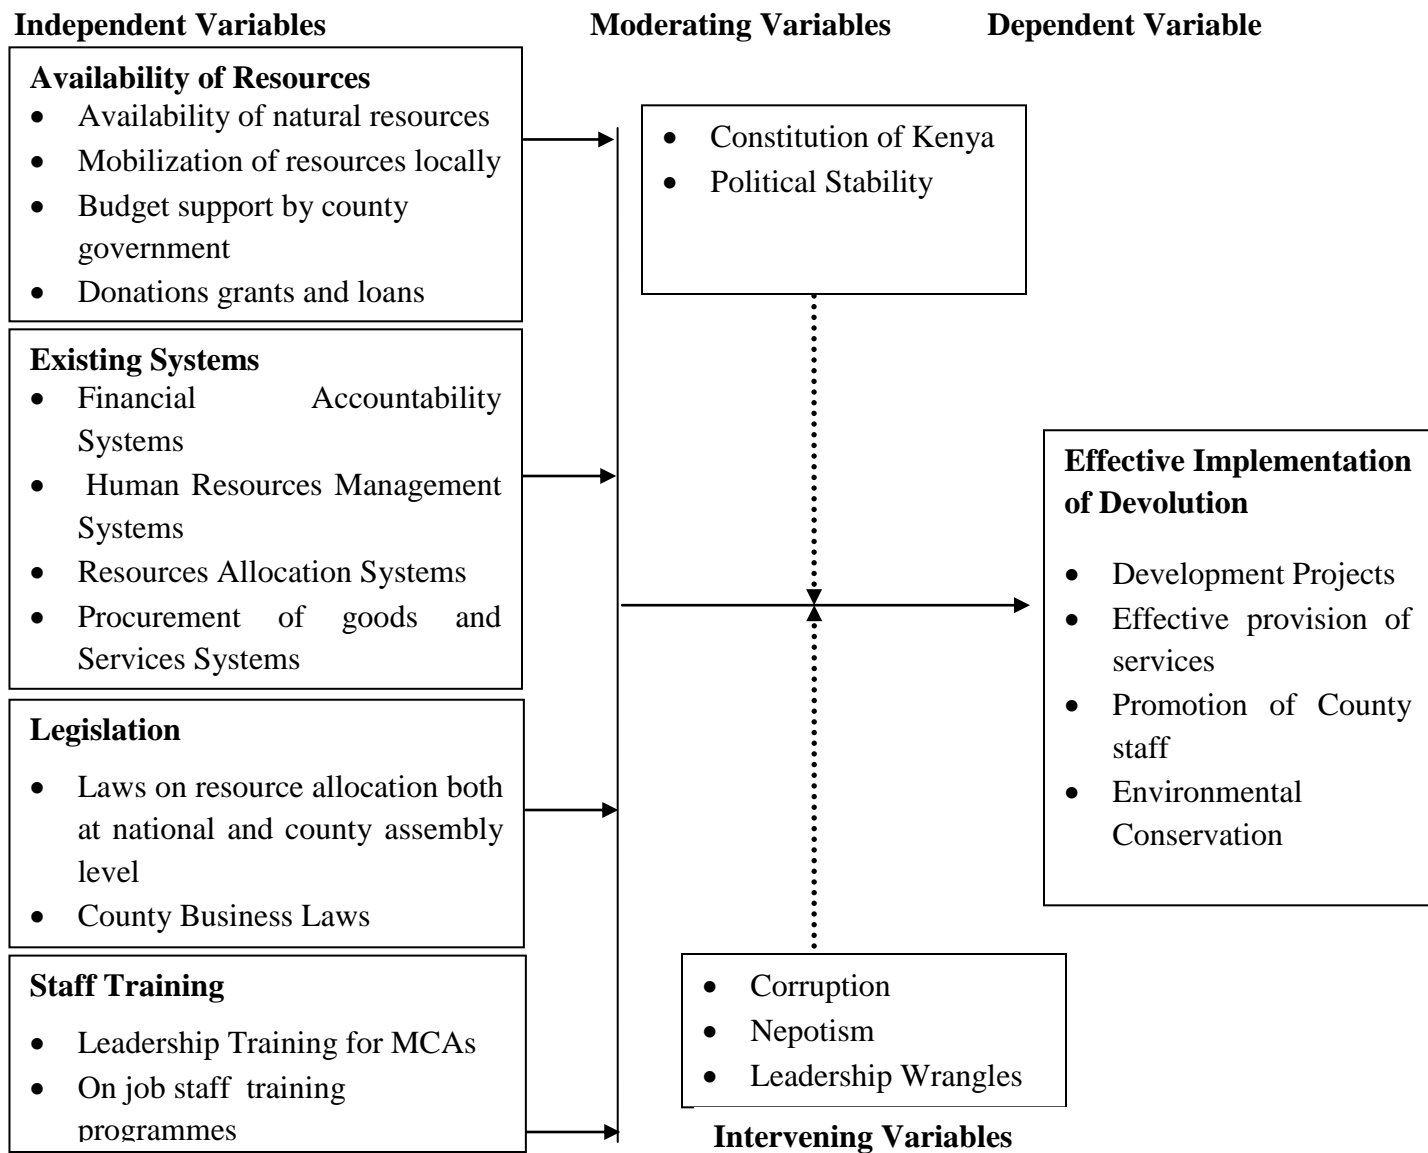 Independent Variables
Moderating Variables
Dependent Variable
Availability of Resources
• Availability of natural resources
• Mobilization of resources locally
• Budget support by county
government
• Donations grants and loans
Existing Systems
• Financial Accountability
Systems
• Human Resources Management
Systems
• Resources Allocation Systems
• Procurement of goods and
Services Systems
Legislation
• Laws on resource allocation both
at national and county assembly
level
• County Business Laws
Staff Training
• Leadership Training for MCAs
• On job staff training
programmes
• Constitution of Kenya
• Political Stability
• Corruption
• Nepotism
• Leadership Wrangles
Intervening Variables
Effective Implementation
of Devolution
• Development Projects
• Effective provision of
services
• Promotion of County
staff
• Environmental
Conservation